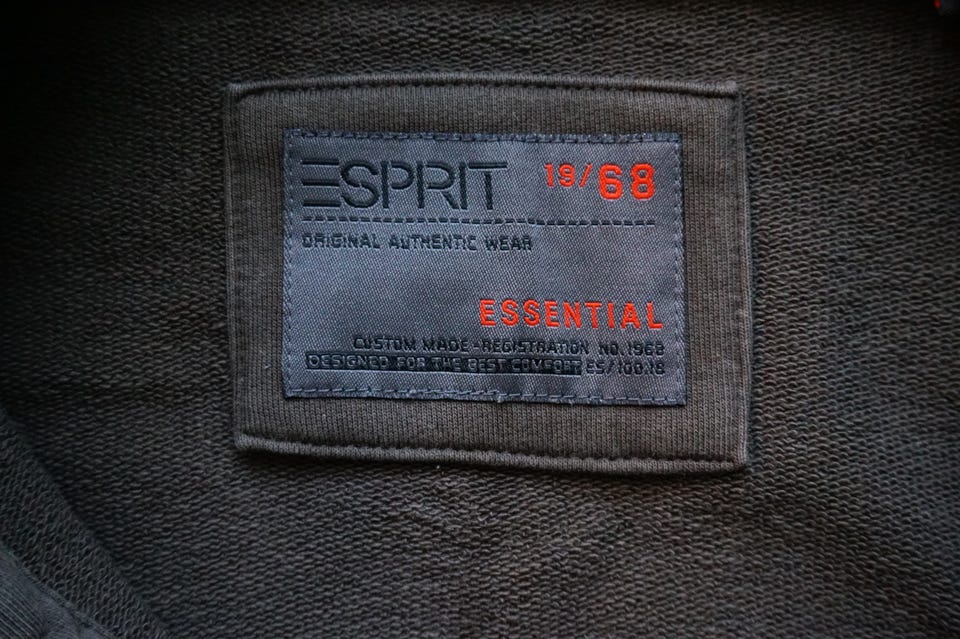 ESPRIT 19/68
ORIGINAL AUTHENTIC WEAR
ESSENTIAL
CUSTOM MADE-REGISTRATION NO.1968
DESIGNED FOR THE BEST COMFORT ES/100.18